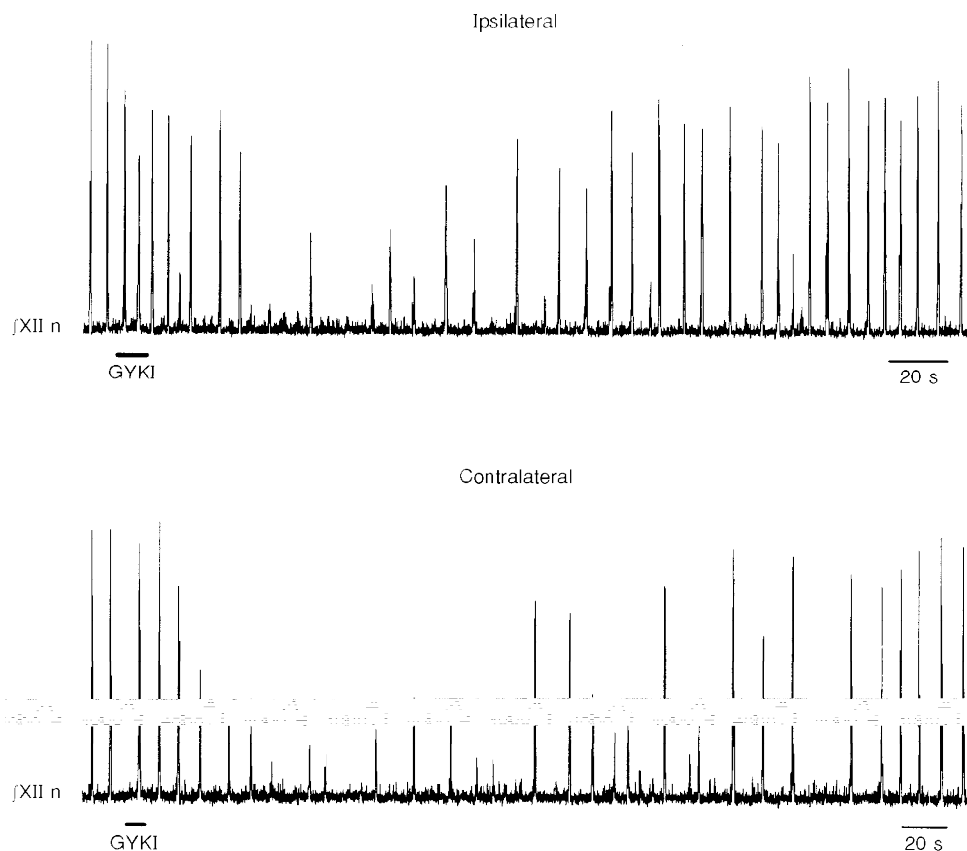 Ipsilateral
∫XII n
GYKI
20 s
Contralateral
∫XII n
GYKI
20 s